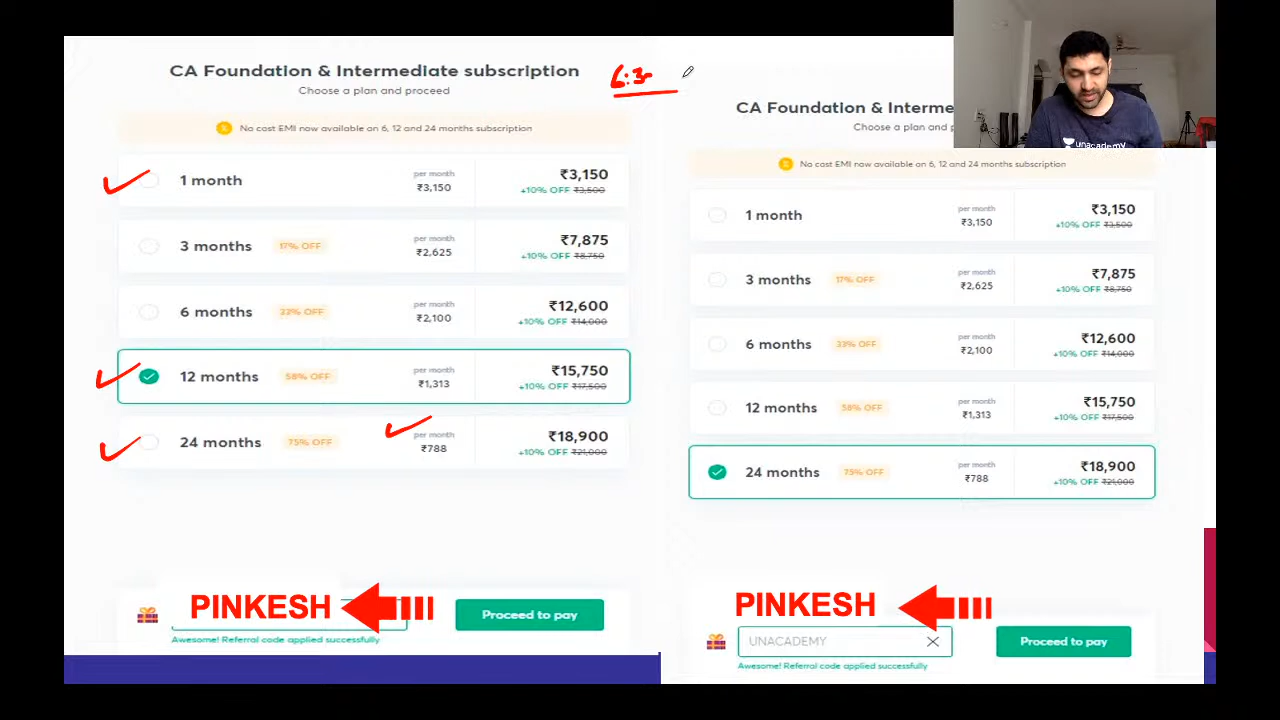 CA Foundation & Intermediate subscription
Choose a plan and proceed
No cost EMI now available on 6, 12 and 24 months subscription
1 month per month ₹3,150 ₹3,150 +10% OFF ₹3,500
3 months 17% OFF per month ₹2,625 ₹7,875 +10% OFF ₹8,750
6 months 33% OFF per month ₹2,100 ₹12,600 +10% OFF ₹14,000
12 months 58% OFF per month ₹1,313 ₹15,750 +10% OFF ₹17,500
24 months 75% OFF per month ₹788 ₹18,900 +10% OFF ₹21,000
PINKESH
Proceed to pay
Awesome! Referral code applied successfully
6:3
unacademy
CA Foundation & Interme
Choose a plan and p
No cost EMI now available on 6, 12 and 24 months subscription
1 month per month ₹3,150 ₹3,150 +10% OFF ₹3,500
3 months 17% OFF per month ₹2,625 ₹7,875 +10% OFF ₹8,750
6 months 33% OFF per month ₹2,100 ₹12,600 +10% OFF ₹14,000
12 months 58% OFF per month ₹1,313 ₹15,750 +10% OFF ₹17,500
24 months 75% OFF per month ₹788 ₹18,900 +10% OFF ₹21,000
PINKESH
UNACADEMY
Proceed to pay
Awesome! Referral code applied successfully